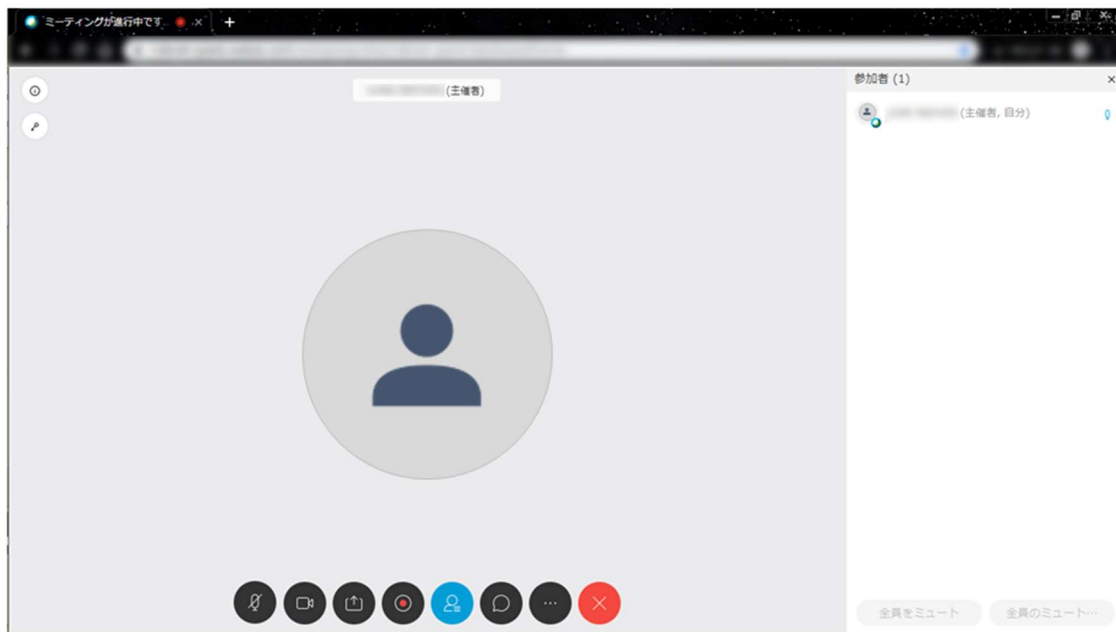 ミーティングが進行中です
(主催者)
参加者 (1)
(主催者, 自分)
全員をミュート
全員のミュート…